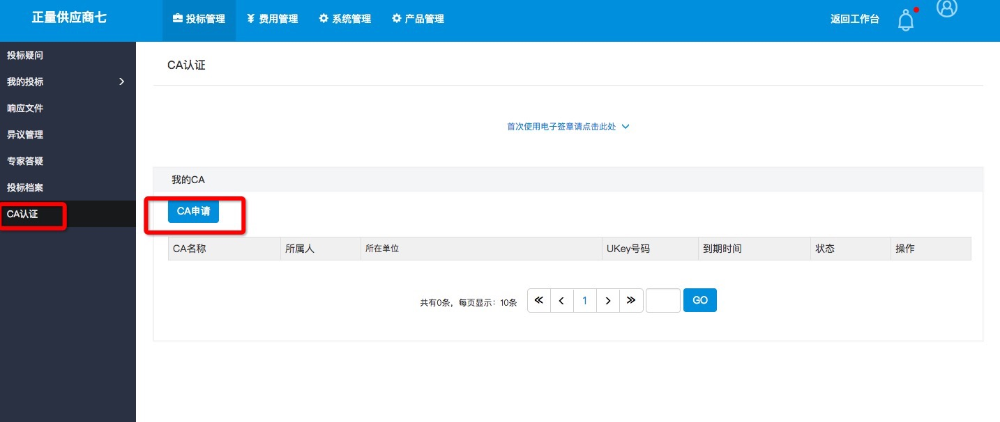 正量供应商七
投标管理 ¥ 费用管理 系统管理 产品管理 返回工作台
投标疑问
我的投标
响应文件
异议管理
专家答疑
投标档案
CA认证
CA认证
首次使用电子签章请点击此处
我的CA
CA申请
CA名称 所属人 所在单位 UKey号码 到期时间 状态 操作
共有0条，每页显示：10条 1 GO